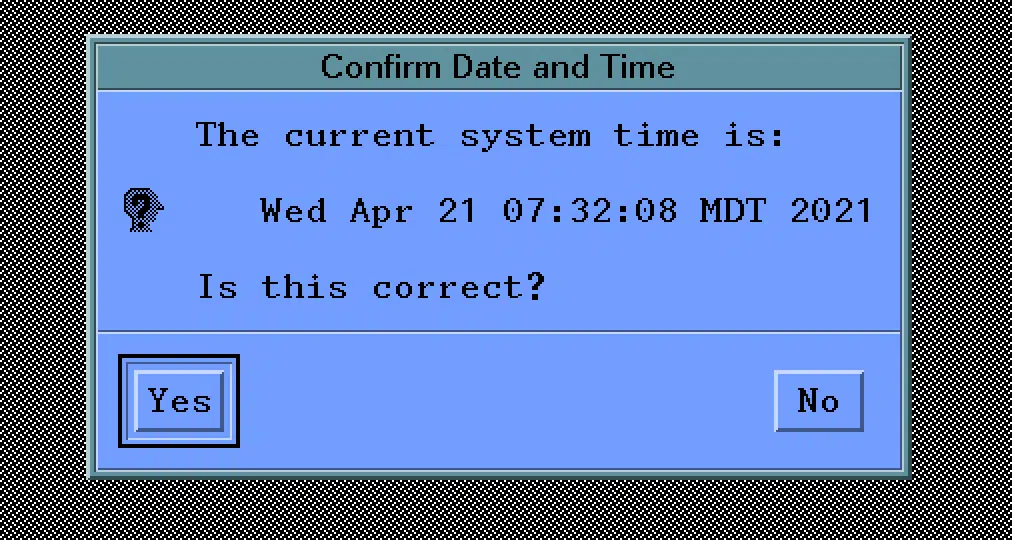 Confirm Date and Time
The current system time is:
Wed Apr 21 07:32:08 MDT 2021
Is this correct?
Yes
No